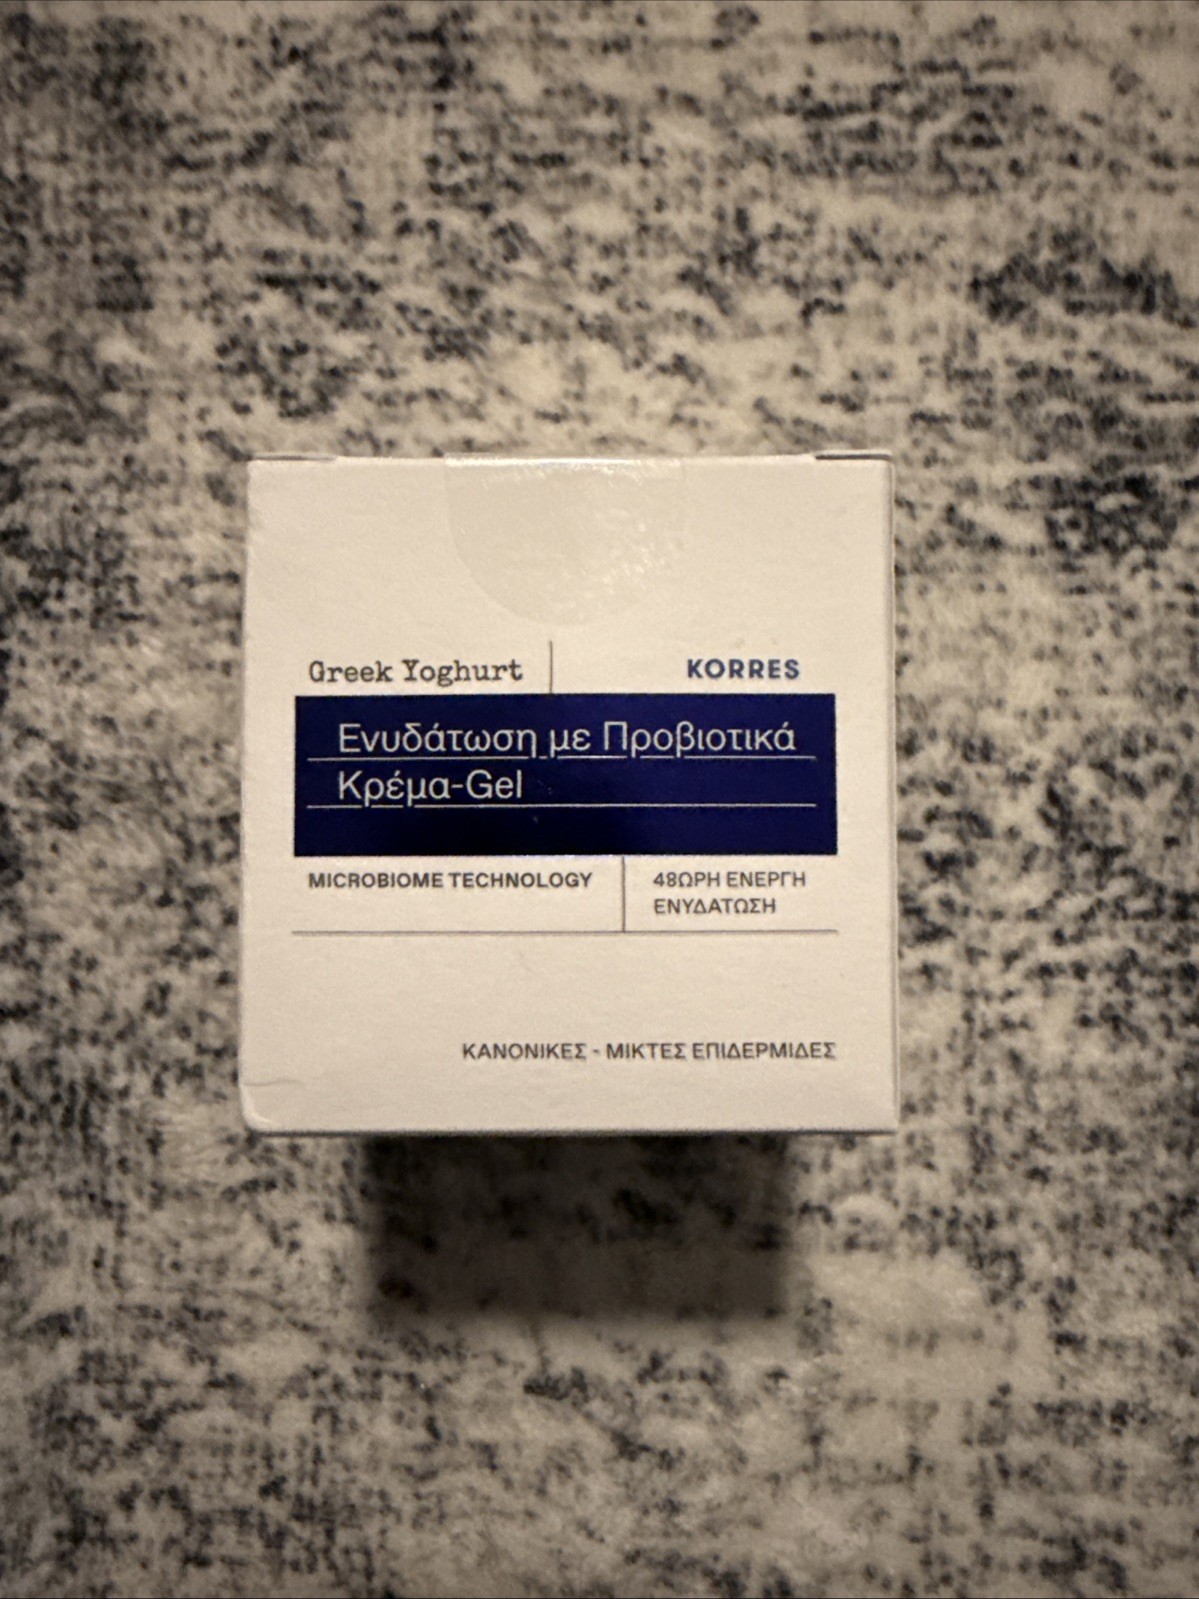 Greek Yoghurt
KORRES
Ενυδάτωση με Προβιοτικά
Κρέμα-Gel
MICROBIOME TECHNOLOGY
48ΩΡΗ ΕΝΕΡΓΗ
ΕΝΥΔΑΤΩΣΗ
ΚΑΝΟΝΙΚΕΣ - ΜΙΚΤΕΣ ΕΠΙΔΕΡΜΙΔΕΣ